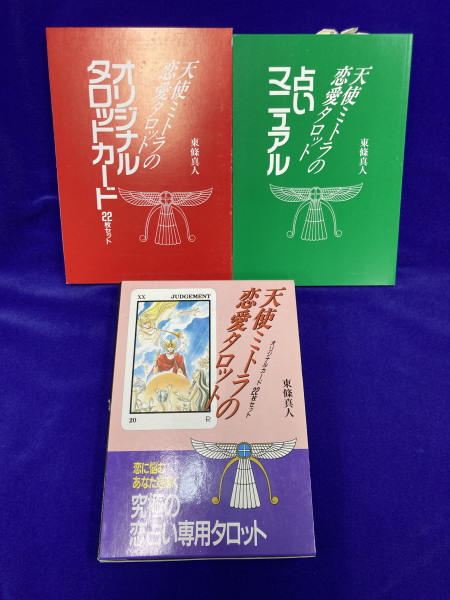 天使ミトラの
恋愛タロット
オリジナル
タロットカード
22枚セット
東條真人
天使ミトラの
恋愛タロット
占い
マニュアル
東條真人
XX JUDGEMENT
20
天使ミトラの
恋愛タロット
オリジナルカード22枚セット
東條真人
恋に悩む
あなたを
究極の
恋占い専用タロット